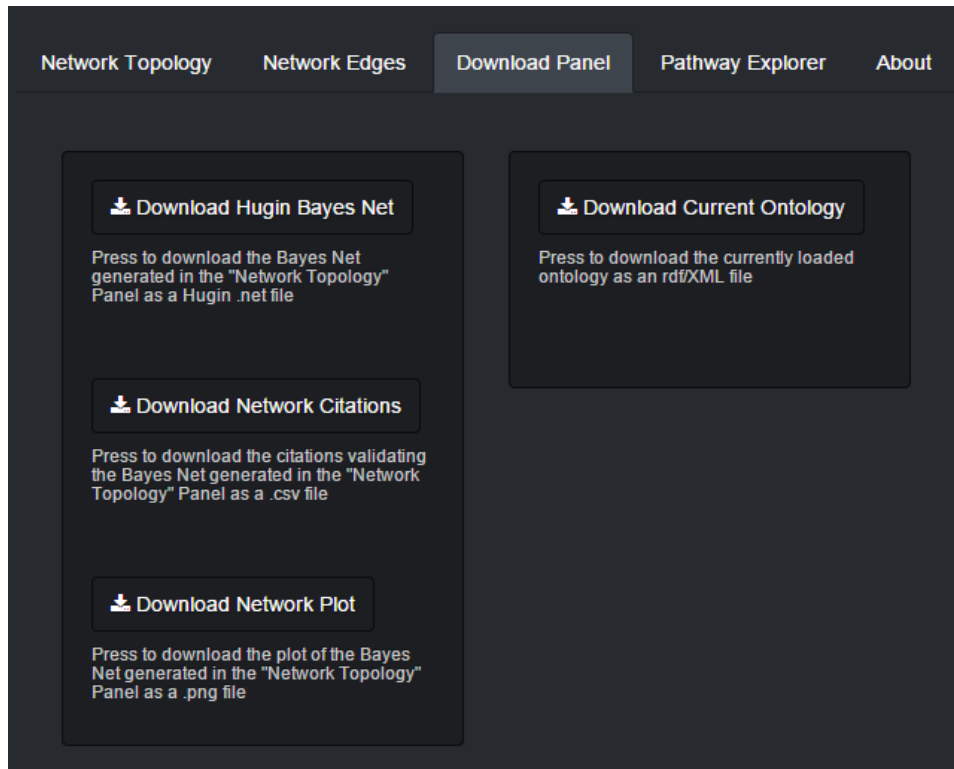 Network Topology Network Edges Download Panel Pathway Explorer About
Download Hugin Bayes Net
Press to download the Bayes Net
generated in the "Network Topology"
Panel as a Hugin .net file
Download Network Citations
Press to download the citations validating
the Bayes Net generated in the "Network
Topology" Panel as a .csv file
Download Network Plot
Press to download the plot of the Bayes
Net generated in the "Network Topology"
Panel as a .png file
Download Current Ontology
Press to download the currently loaded
ontology as an rdf/XML file